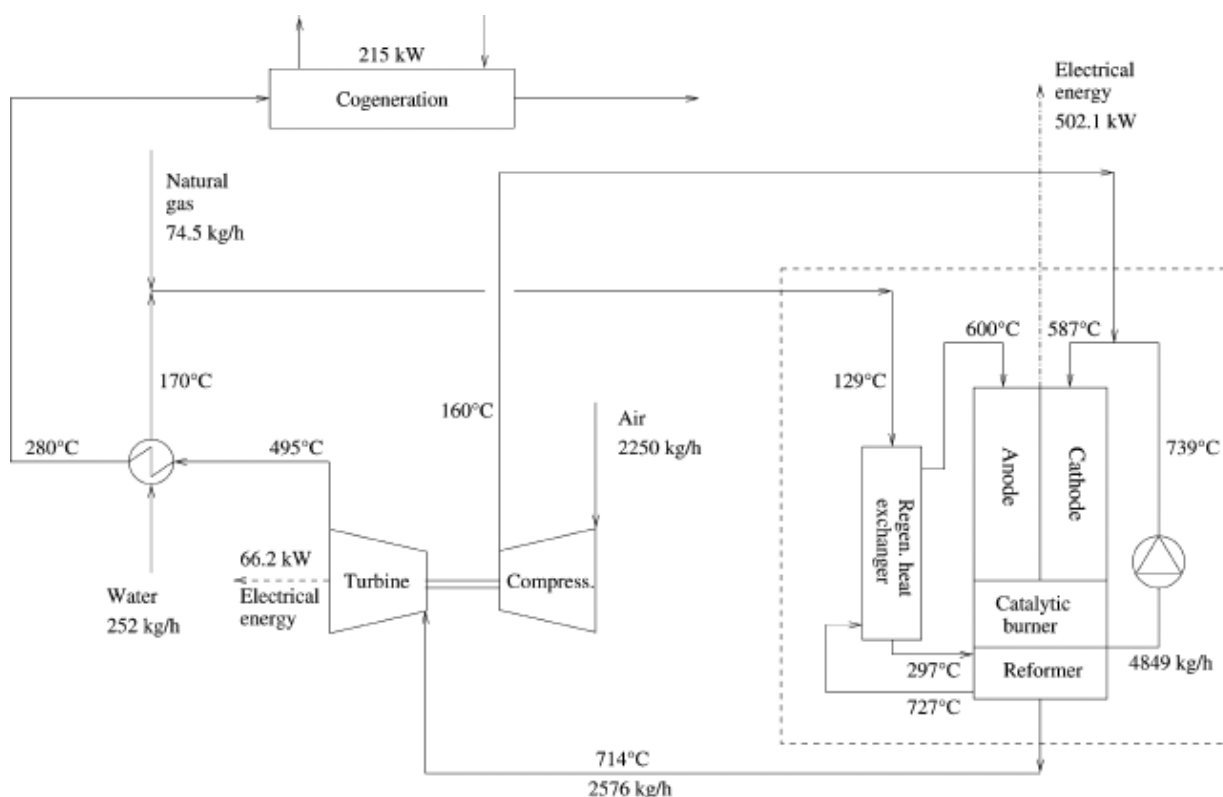 215 kW
Cogeneration
Electrical
energy
502.1 kW
Natural
gas
74.5 kg/h
600°C
587°C
170°C
129°C
160°C
Air
2250 kg/h
280°C
495°C
739°C
Anode
Cathode
Regen. heat
exchanger
66.2 kW
Electrical
energy
Turbine
Compress.
Water
252 kg/h
Catalytic
burner
4849 kg/h
297°C
Reformer
727°C
714°C
2576 kg/h